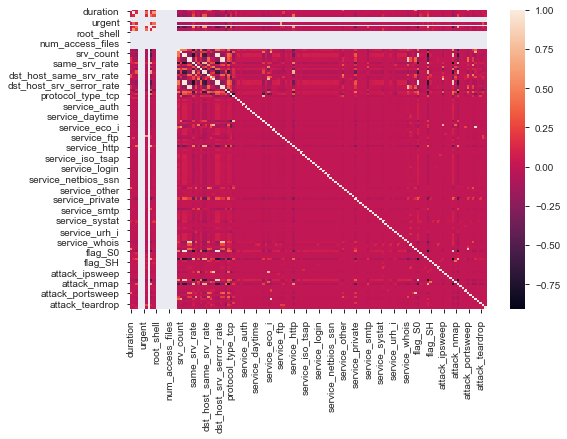 duration
urgent
root_shell
num_access_files
srv_count
same_srv_rate
dst_host_same_srv_rate
dst_host_srv_serror_rate
protocol_type_tcp
service_auth
service_daytime
service_eco_i
service_ftp
service_http
service_iso_tsap
service_login
service_netbios_ssn
service_other
service_private
service_smtp
service_systat
service_urh_i
service_whois
flag_S0
flag_SH
attack_ipsweep
attack_nmap
attack_portsweep
attack_teardrop
1.00
0.75
0.50
0.25
0.00
−0.25
−0.50
−0.75
duration
urgent
root_shell
num_access_files
srv_count
same_srv_rate
dst_host_same_srv_rate
dst_host_srv_serror_rate
protocol_type_tcp
service_auth
service_daytime
service_eco_i
service_ftp
service_http
service_iso_tsap
service_login
service_netbios_ssn
service_other
service_private
service_smtp
service_systat
service_urh_i
service_whois
flag_S0
flag_SH
attack_ipsweep
attack_nmap
attack_portsweep
attack_teardrop